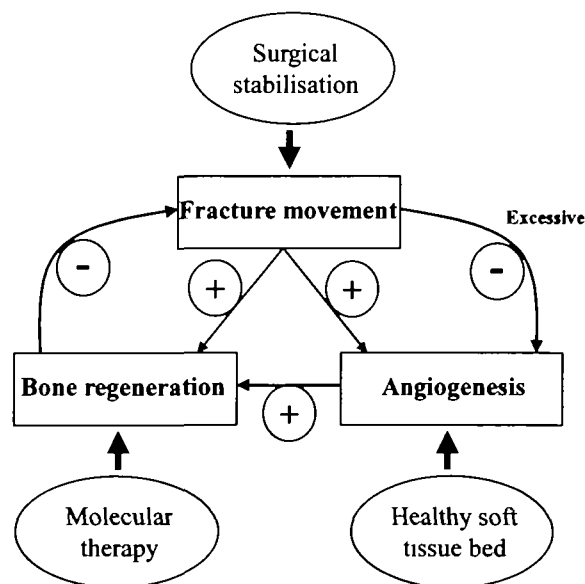 Surgical
stabilisation
Fracture movement
Excessive
-
-
+
+
Bone regeneration
Angiogenesis
+
Molecular
therapy
Healthy soft
tissue bed